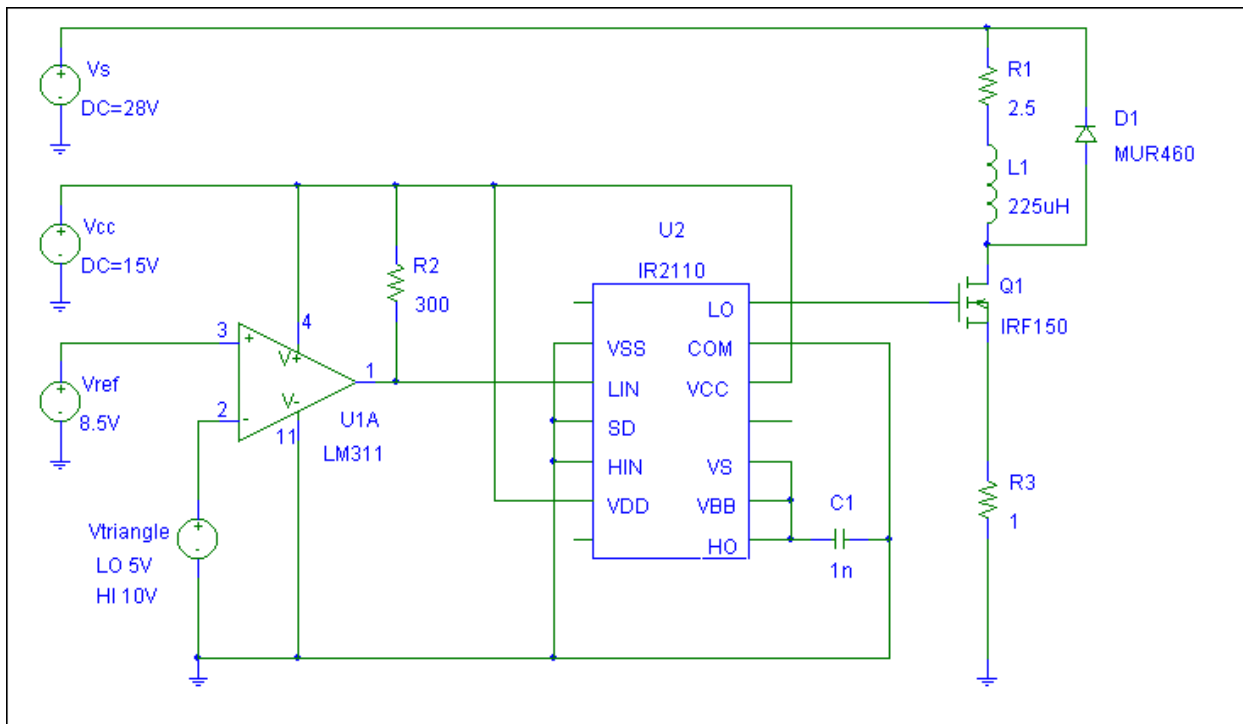 Vs
DC=28V
R1
2.5
D1
MUR460
L1
225uH
Vcc
DC=15V
R2
300
U2
IR2110
Q1
IRF150
4
3
+
V+
1
V-
2
-
11
U1A
LM311
Vref
8.5V
LO
VSS
COM
LIN
VCC
SD
HIN
VS
VDD
VBB
HO
C1
1n
R3
1
Vtriangle
LO 5V
HI 10V